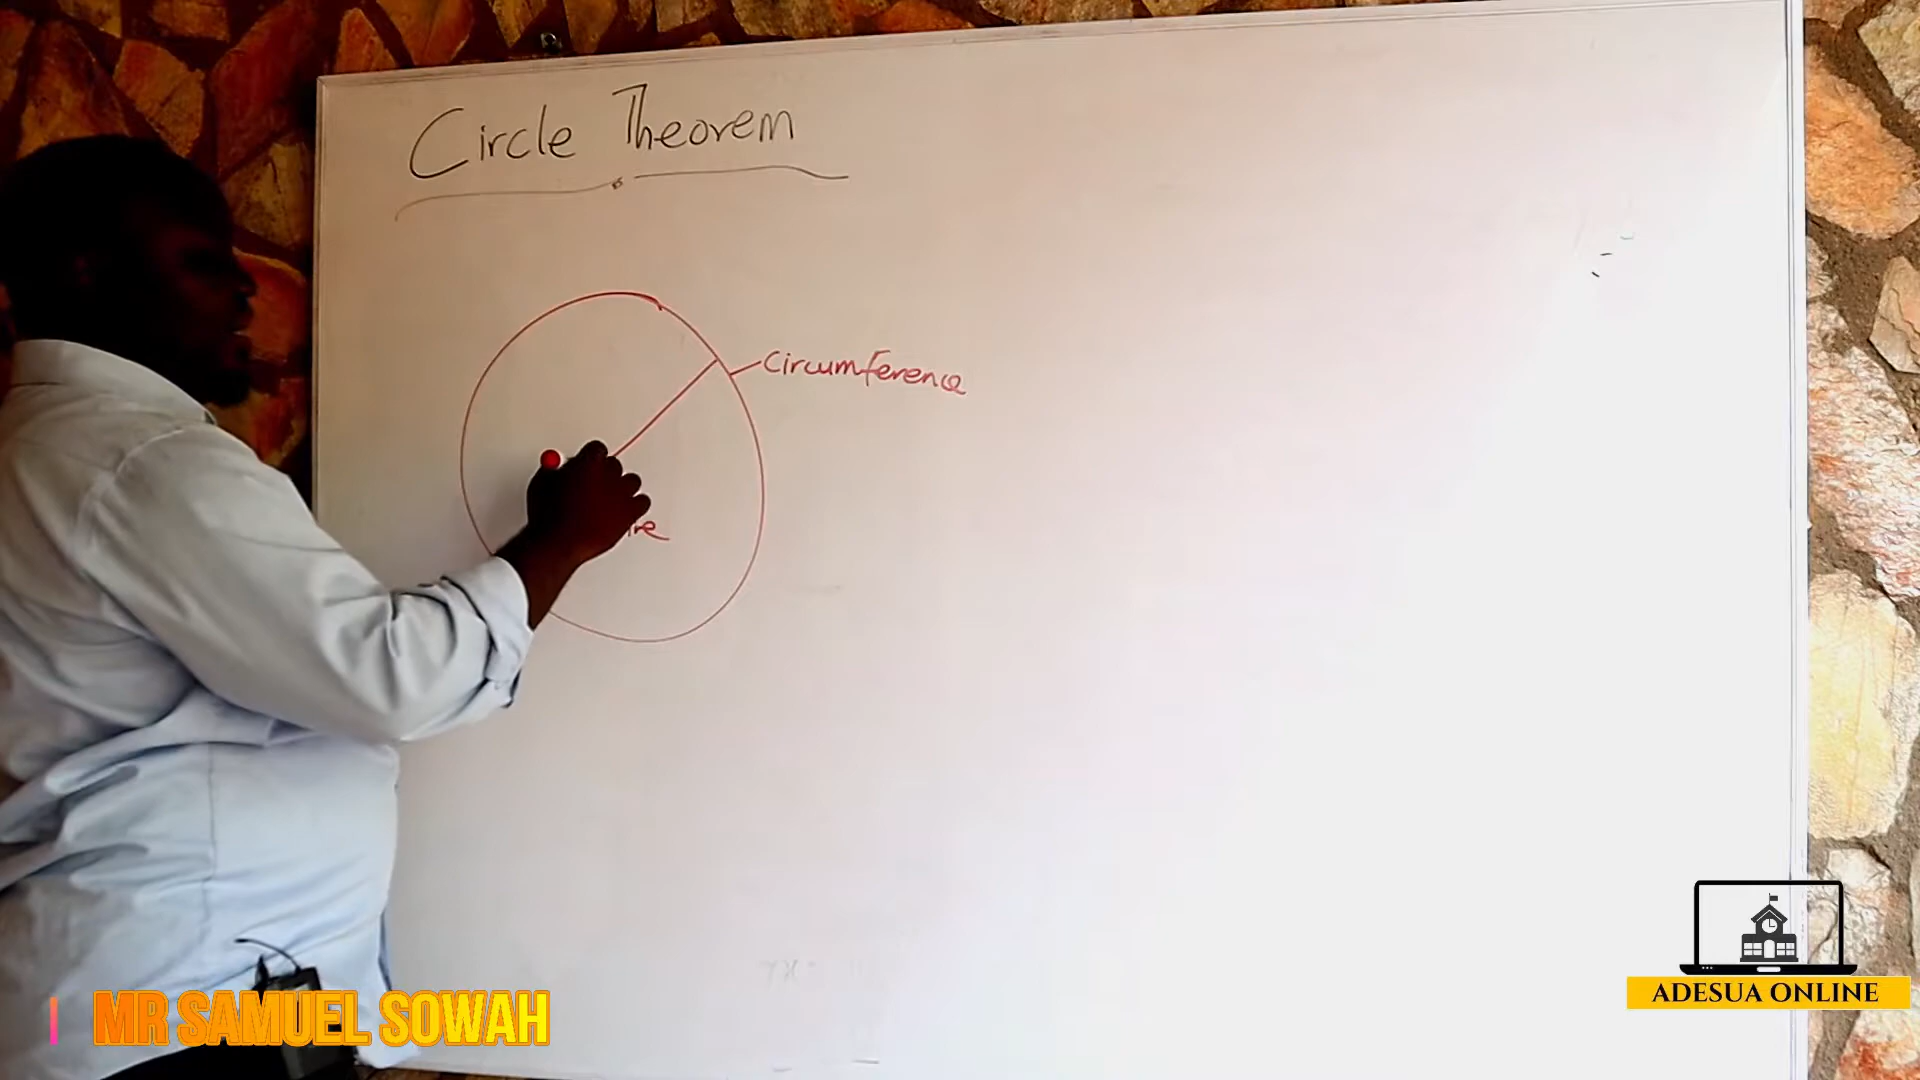 Circle Theorem
Circumference
MR SAMUEL SOWAH
ADESUA ONLINE